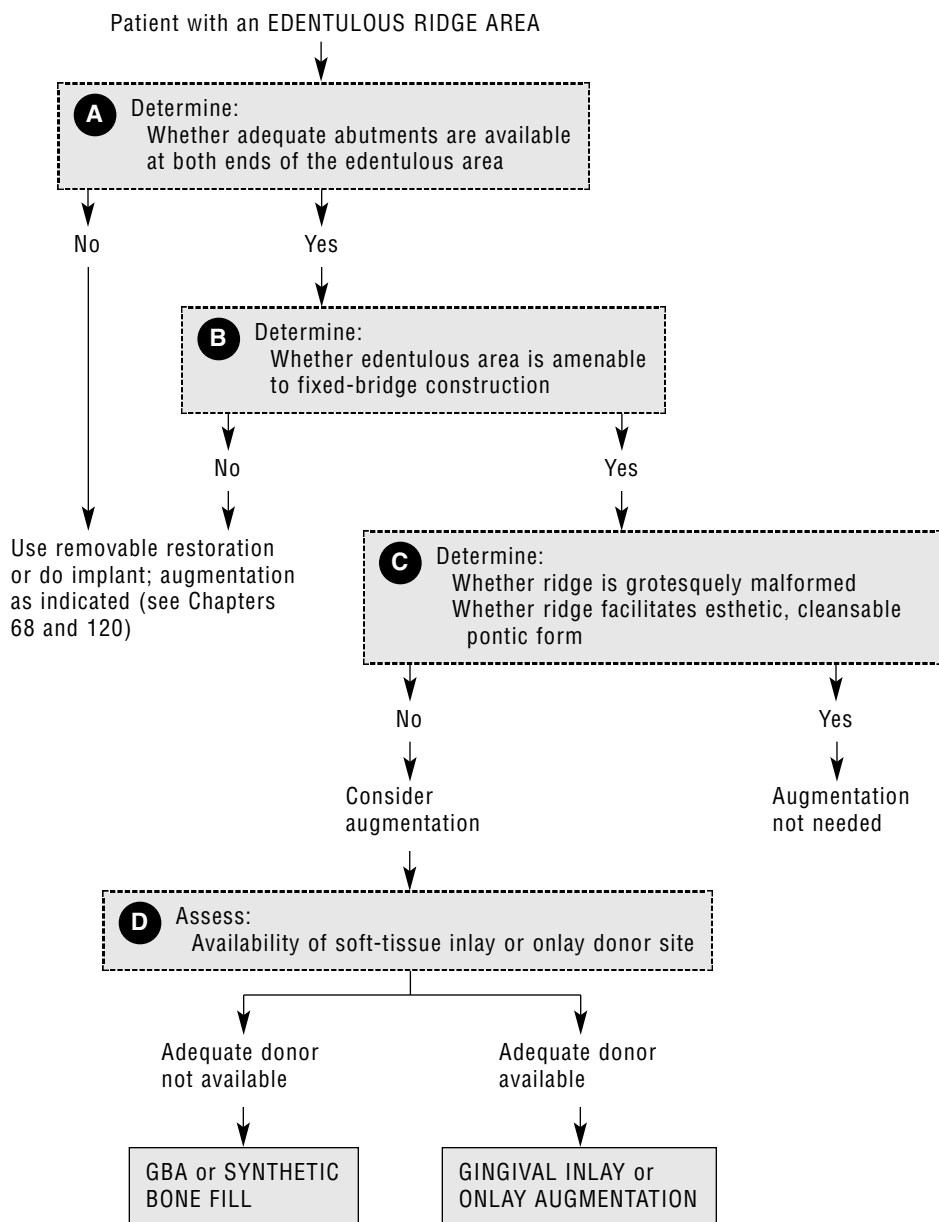 Patient with an EDENTULOUS RIDGE AREA
A
Determine:
Whether adequate abutments are available
at both ends of the edentulous area
No
Yes
B
Determine:
Whether edentulous area is amenable
to fixed-bridge construction
No
Yes
Use removable restoration
or do implant; augmentation
as indicated (see Chapters
68 and 120)
C
Determine:
Whether ridge is grotesquely malformed
Whether ridge facilitates esthetic, cleansable
pontic form
No
Yes
Consider
augmentation
Augmentation
not needed
D
Assess:
Availability of soft-tissue inlay or onlay donor site
Adequate donor
not available
Adequate donor
available
GBA or SYNTHETIC
BONE FILL
GINGIVAL INLAY or
ONLAY AUGMENTATION